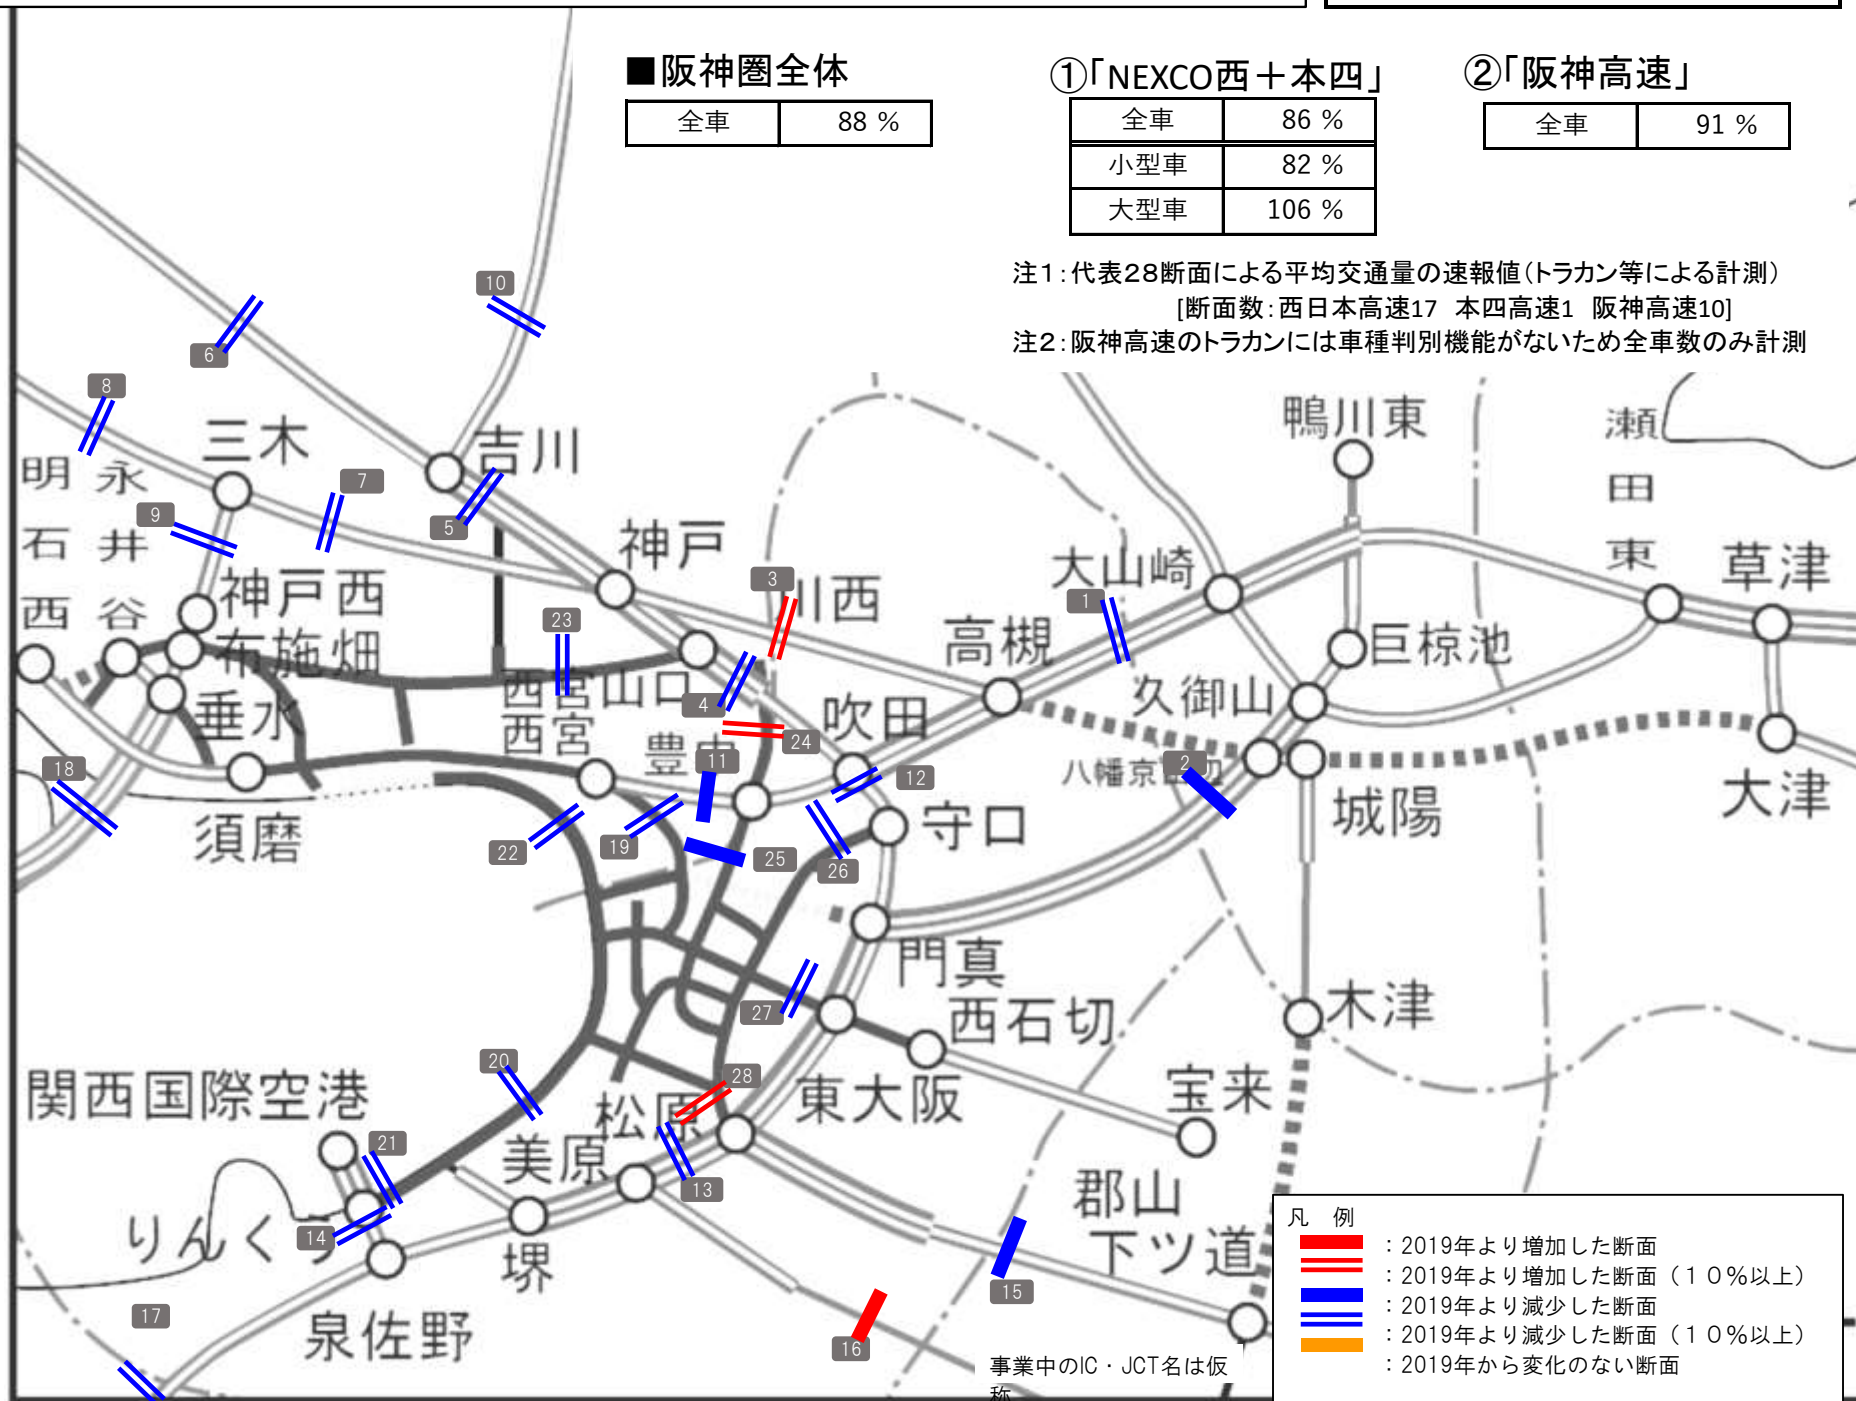 ■阪神圏全体
全車 88 %
①「NEXCO西＋本四」
全車 86 %
小型車 82 %
大型車 106 %
②「阪神高速」
全車 91 %
注１：代表２８断面による平均交通量の速報値（トラカン等による計測）
[断面数：西日本高速17 本四高速1 阪神高速10]
注２：阪神高速のトラカンには車種判別機能がないため全車数のみ計測
10
6
8
三木
吉川
鴨川東
瀬田東
明石西
永井谷
7
9
5
神戸
大山崎
草津
3
川西
1
神戸西
23
高槻
布施畑
巨椋池
西宮山口
久御山
垂水
4
吹田
西宮
24
豊中
11
2
18
12
八幡京田辺
大津
須磨
城陽
守口
22
19
25
26
門真
27
西石切
木津
20
関西国際空港
28
松原
東大阪
宝来
21
美原
13
郡山下ツ道
りんくう
14
堺
15
17
泉佐野
16
事業中のIC・JCT名は仮
称
凡 例
：2019年より増加した断面
：2019年より増加した断面（１０％以上）
：2019年より減少した断面
：2019年より減少した断面（１０％以上）
：2019年から変化のない断面